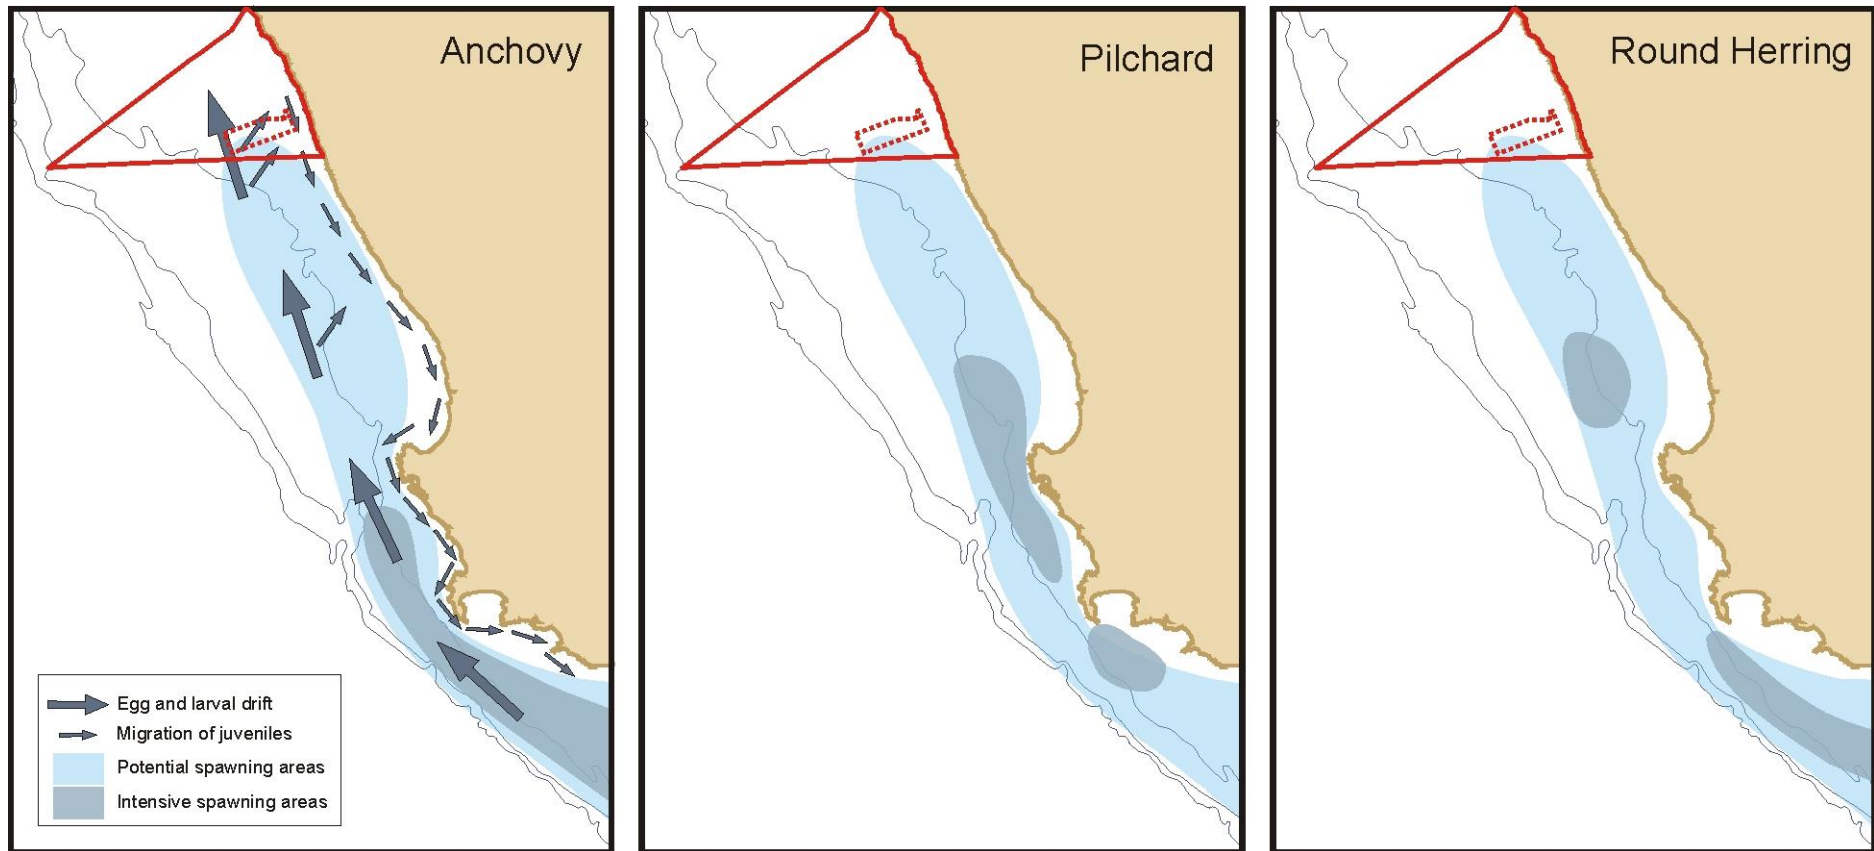 Anchovy
Pilchard
Round Herring
Egg and larval drift
Migration of juveniles
Potential spawning areas
Intensive spawning areas